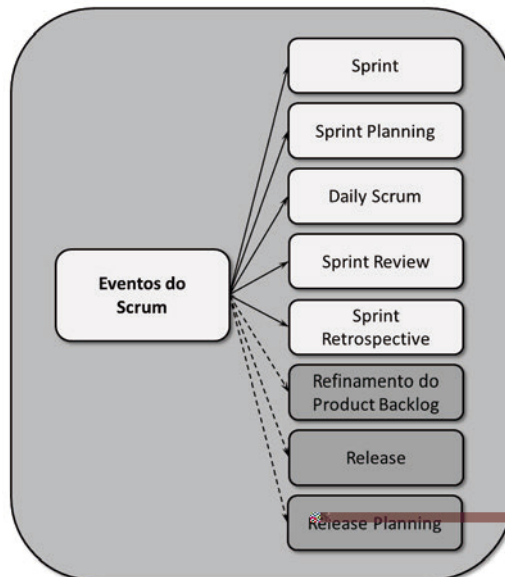 Sprint
Sprint Planning
Daily Scrum
Sprint Review
Eventos do
Scrum
Sprint
Retrospective
Refinamento do
Product Backlog
Release
Release Planning